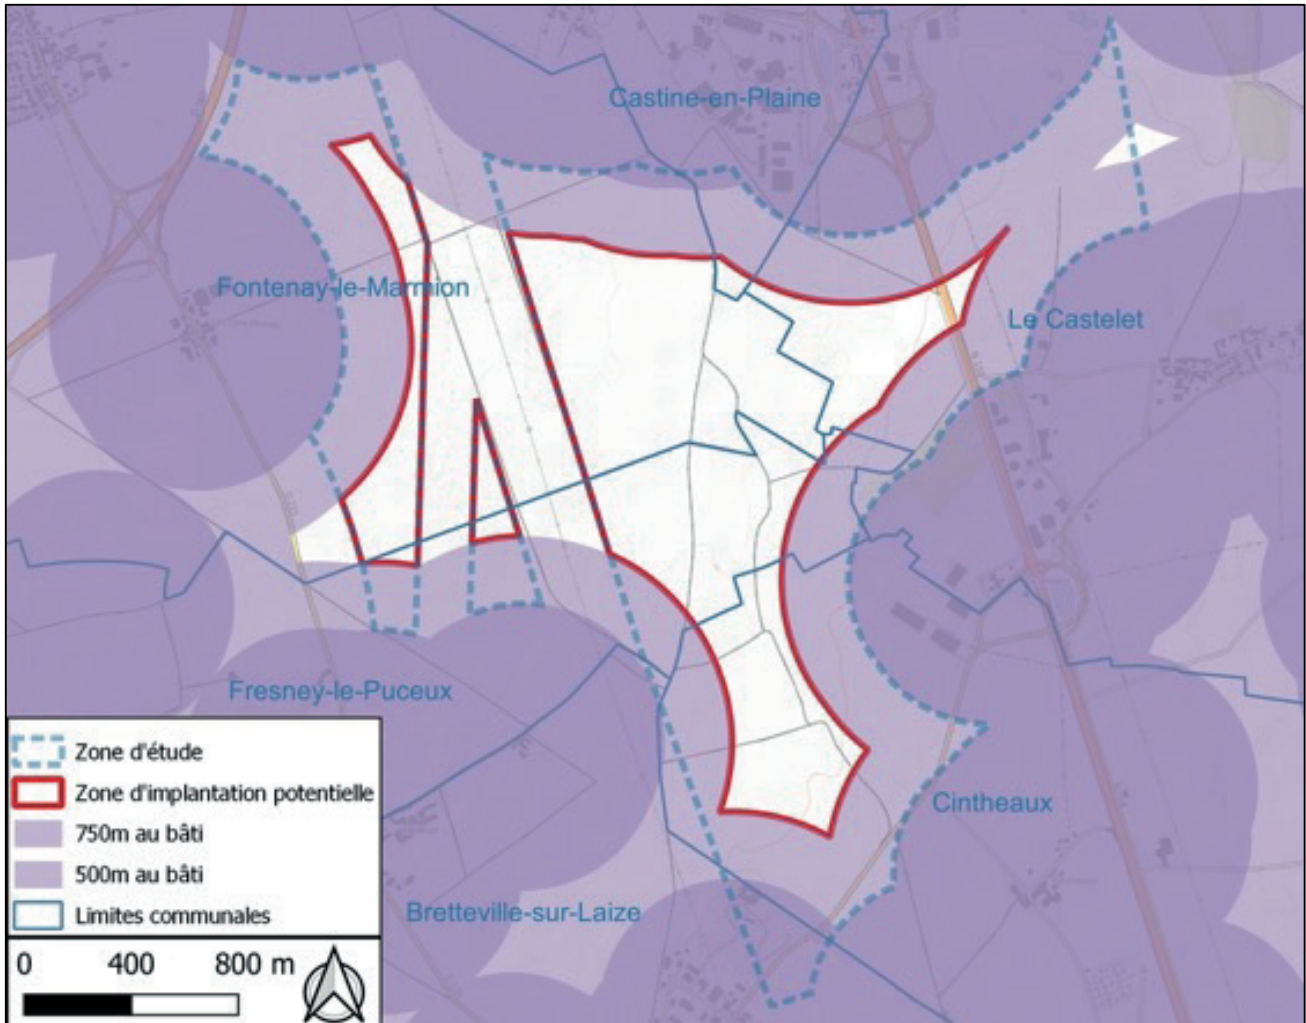 Castine-en-Plaine
Fontenay-le-Marmion
Le Castelet
Fresney-le-Puceux
Cintheaux
Bretteville-sur-Laize
Zone d'étude
Zone d'implantation potentielle
750m au bâti
500m au bâti
Limites communales
0 400 800 m